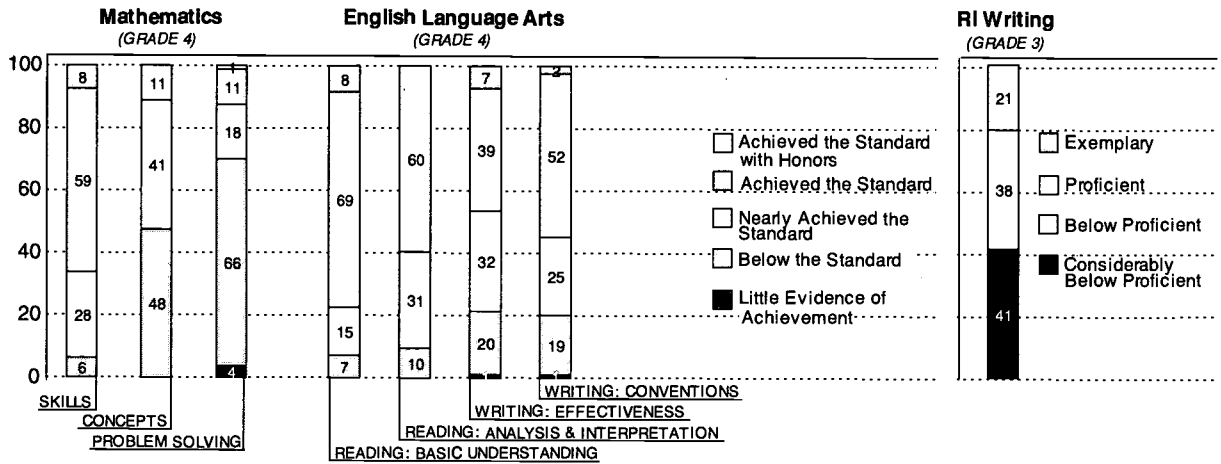 Mathematics
(GRADE 4)
English Language Arts
(GRADE 4)
RI Writing
(GRADE 3)
100
80
60
40
20
0
8
59
28
6
11
41
48
11
18
66
4
8
69
15
7
60
31
10
7
39
32
20
52
25
19
Achieved the Standard
with Honors
Achieved the Standard
Nearly Achieved the
Standard
Below the Standard
Little Evidence of
Achievement
21
38
41
Exemplary
Proficient
Below Proficient
Considerably
Below Proficient
SKILLS
CONCEPTS
PROBLEM SOLVING
WRITING: CONVENTIONS
WRITING: EFFECTIVENESS
READING: ANALYSIS & INTERPRETATION
READING: BASIC UNDERSTANDING